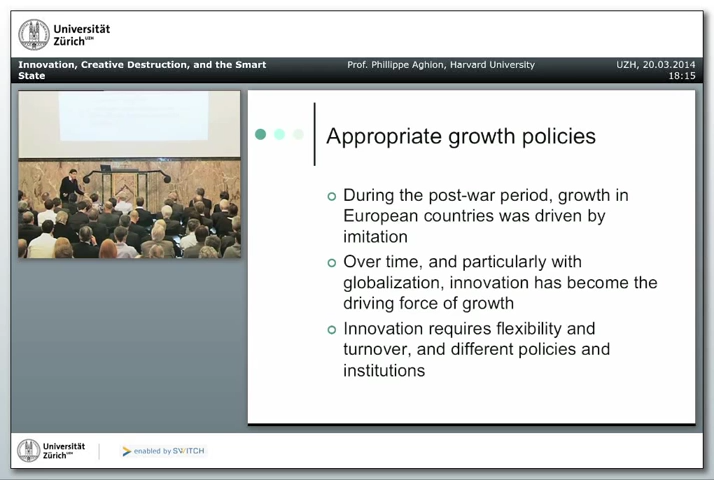 Universität
Zürich UZH
Innovation, Creative Destruction, and the Smart
State
Prof. Phillippe Aghion, Harvard University
UZH, 20.03.2014
18:15
Appropriate growth policies
During the post-war period, growth in
European countries was driven by
imitation
Over time, and particularly with
globalization, innovation has become the
driving force of growth
Innovation requires flexibility and
turnover, and different policies and
institutions
Universität
Zürich UZH
enabled by SWITCH